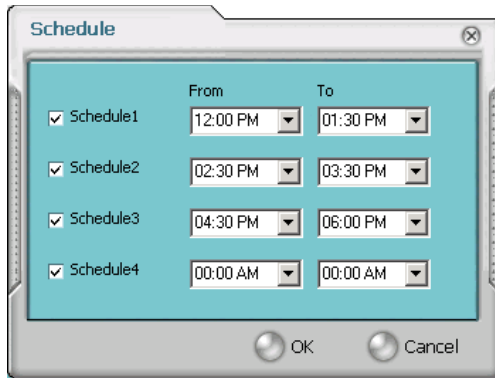 Schedule
From To
Schedule1 12:00 PM 01:30 PM
Schedule2 02:30 PM 03:30 PM
Schedule3 04:30 PM 06:00 PM
Schedule4 00:00 AM 00:00 AM
OK Cancel